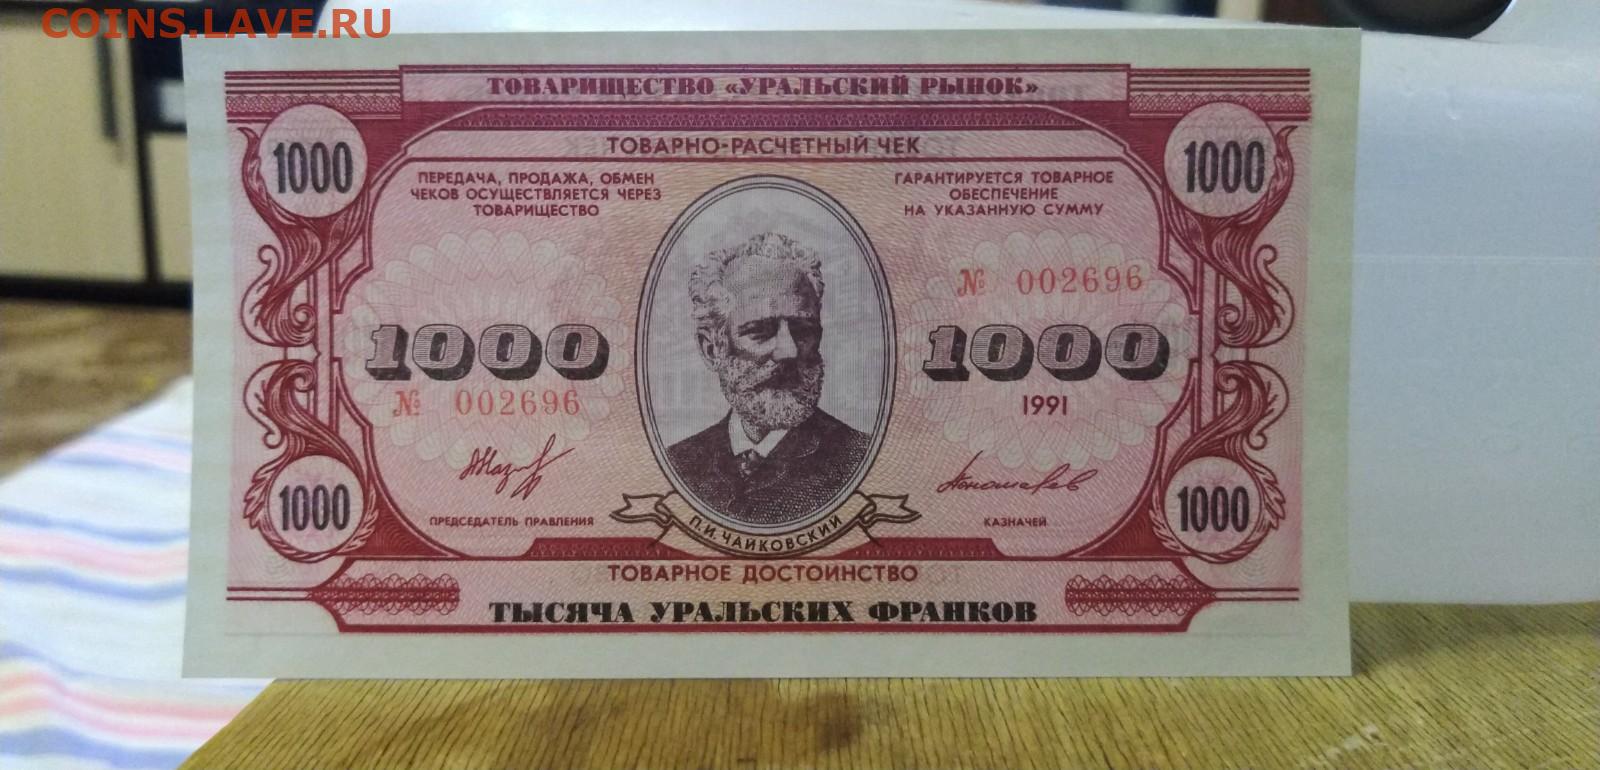 COINS.LAVE.RU
ТОВАРИЩЕСТВО «УРАЛЬСКИЙ РЫНОК»
ТОВАРНО-РАСЧЕТНЫЙ ЧЕК
1000
1000
ПЕРЕДАЧА, ПРОДАЖА, ОБМЕН
ЧЕКОВ ОСУЩЕСТВЛЯЕТСЯ ЧЕРЕЗ
ТОВАРИЩЕСТВО
ГАРАНТИРУЕТСЯ ТОВАРНОЕ
ОБЕСПЕЧЕНИЕ
НА УКАЗАННУЮ СУММУ
№ 002696
1000
1000
№ 002696
1991
Пономарев
1000
1000
ПРЕДСЕДАТЕЛЬ ПРАВЛЕНИЯ
КАЗНАЧЕЙ
П.И. ЧАЙКОВСКИЙ
ТОВАРНОЕ ДОСТОИНСТВО
ТЫСЯЧА УРАЛЬСКИХ ФРАНКОВ